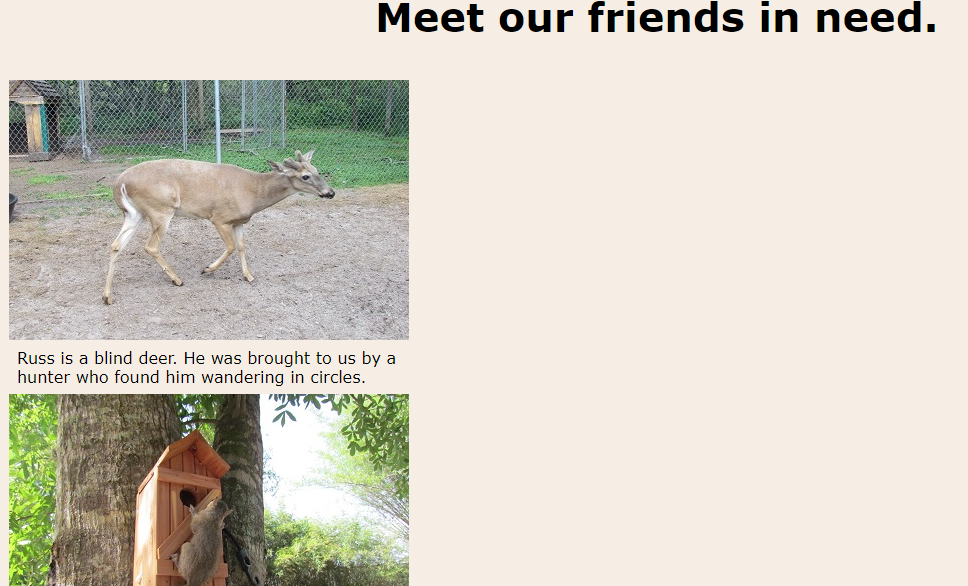 Meet our friends in need.
Russ is a blind deer. He was brought to us by a
hunter who found him wandering in circles.